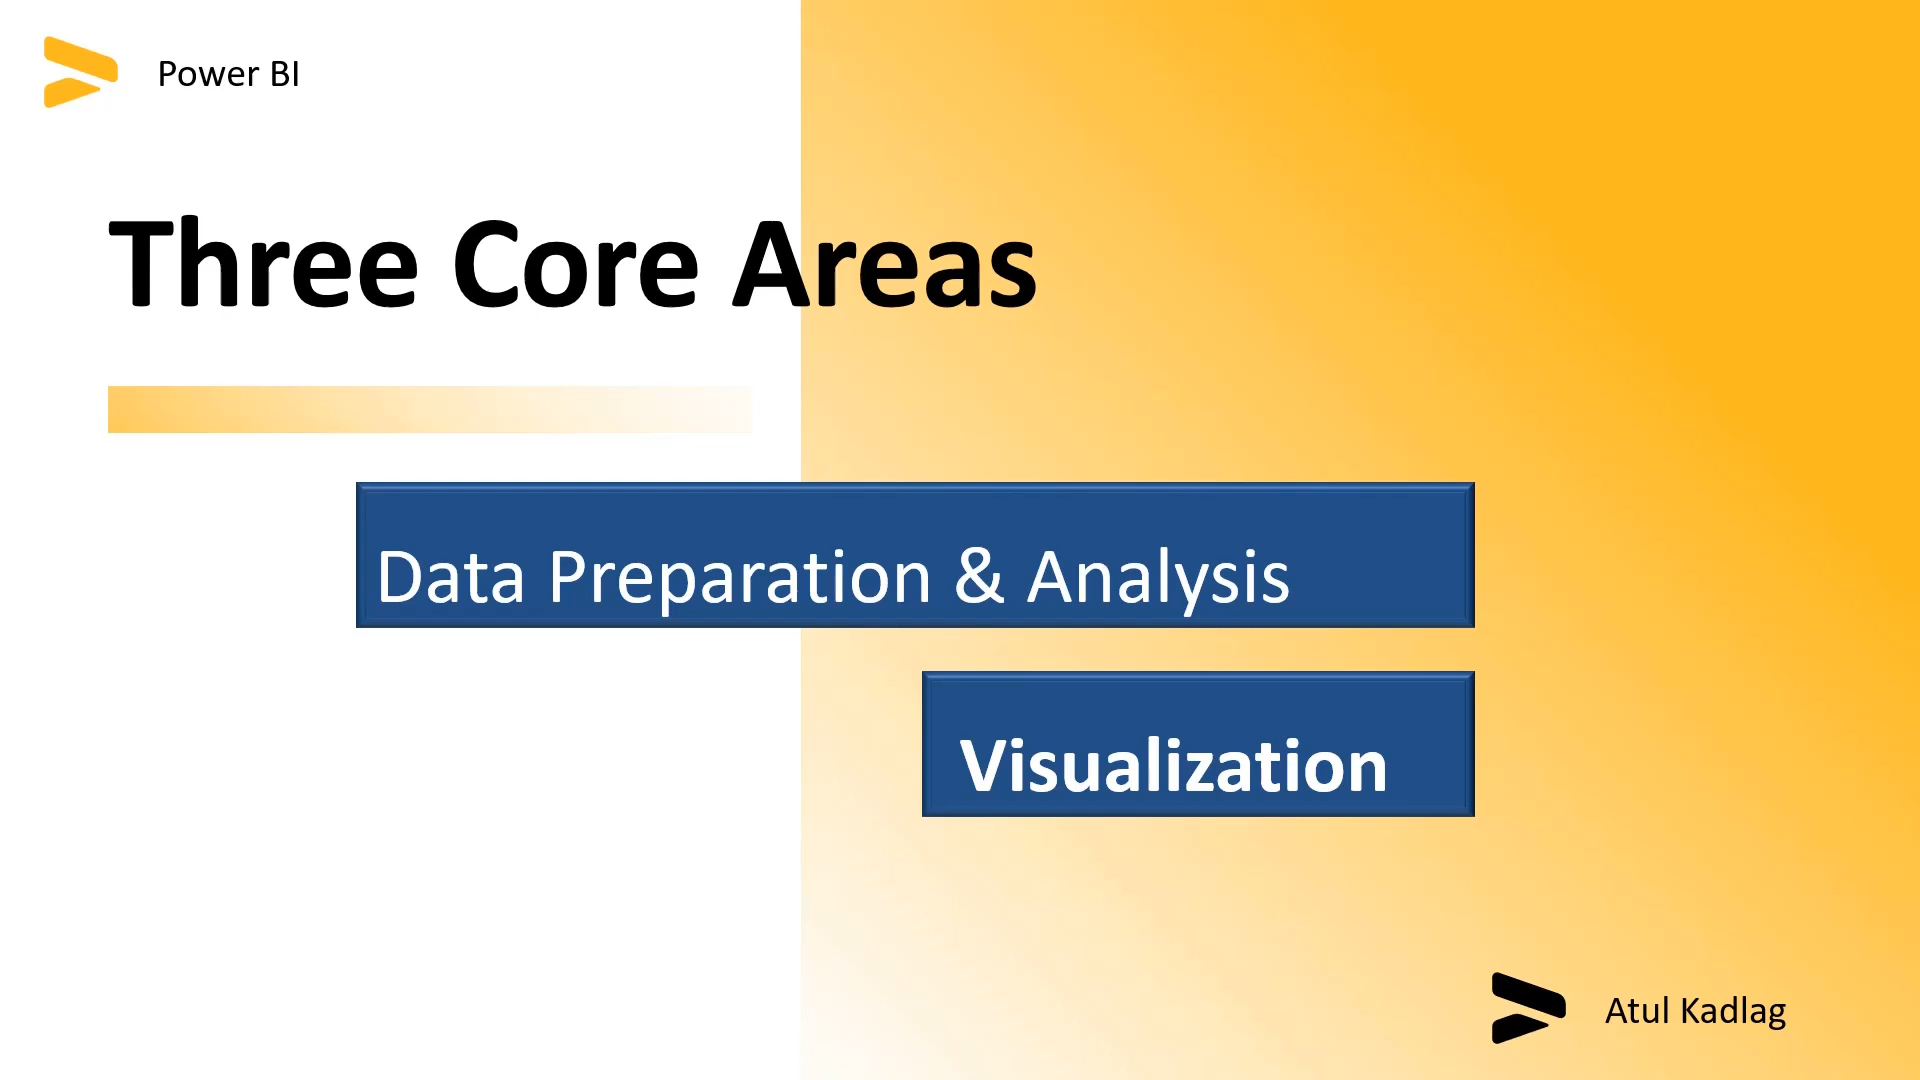 Power BI
Three Core Areas
Data Preparation & Analysis
Visualization
Atul Kadlag